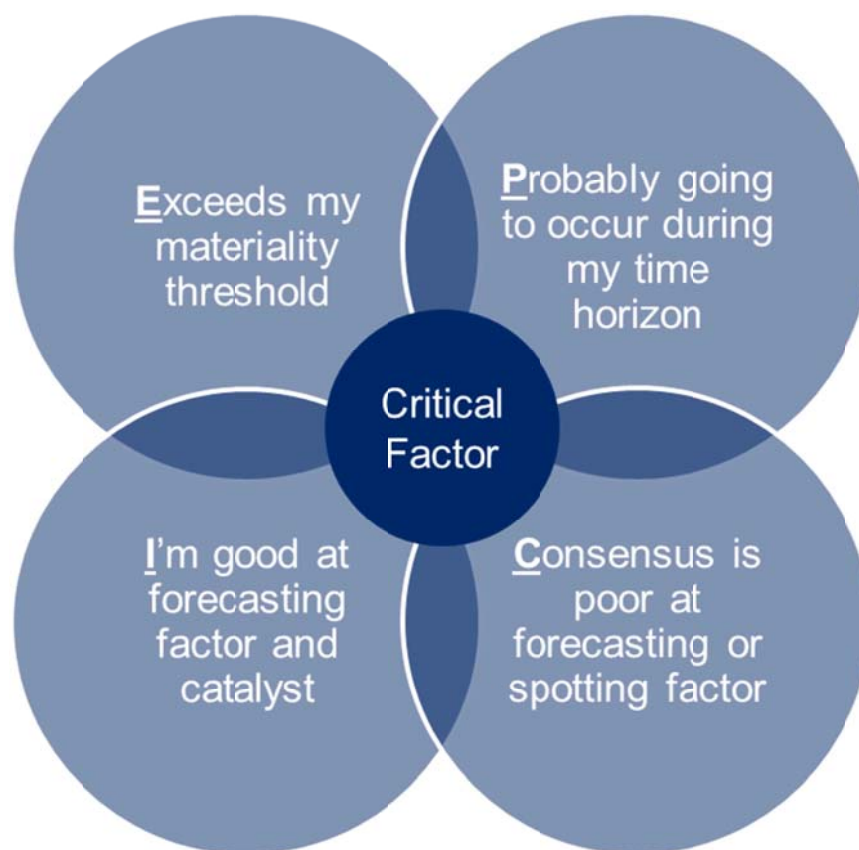 Exceeds my
materiality
threshold
Probably going
to occur during
my time
horizon
Critical
Factor
I'm good at
forecasting
factor and
catalyst
Consensus is
poor at
forecasting or
spotting factor